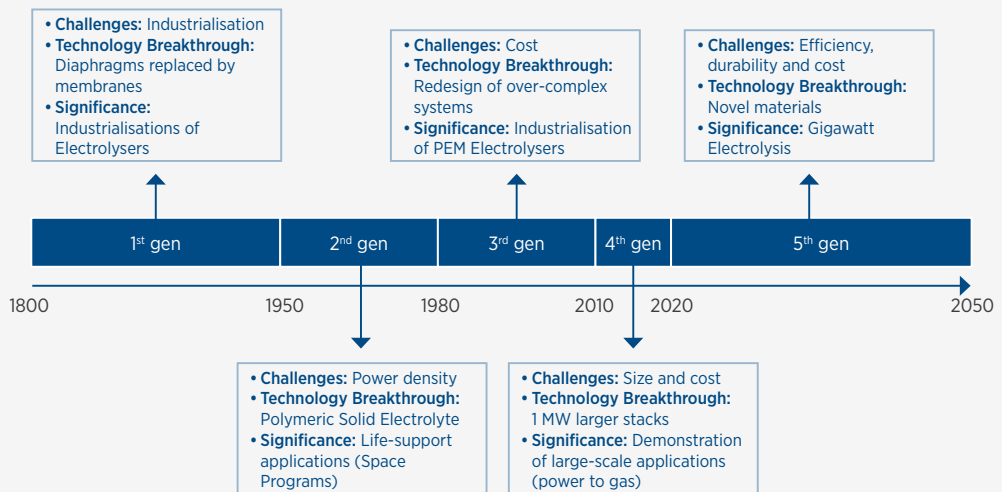 • Challenges: Industrialisation
• Technology Breakthrough:
Diaphragms replaced by
membranes
• Significance:
Industrialisations of
Electrolysers
• Challenges: Cost
• Technology Breakthrough:
Redesign of over-complex
systems
• Significance: Industrialisation
of PEM Electrolysers
• Challenges: Efficiency,
durability and cost
• Technology Breakthrough:
Novel materials
• Significance: Gigawatt
Electrolysis
1st gen
2nd gen
3rd gen
4th gen
5th gen
1800
1950
1980
2010
2020
2050
• Challenges: Power density
• Technology Breakthrough:
Polymeric Solid Electrolyte
• Significance: Life-support
applications (Space
Programs)
• Challenges: Size and cost
• Technology Breakthrough:
1 MW larger stacks
• Significance: Demonstration
of large-scale applications
(power to gas)